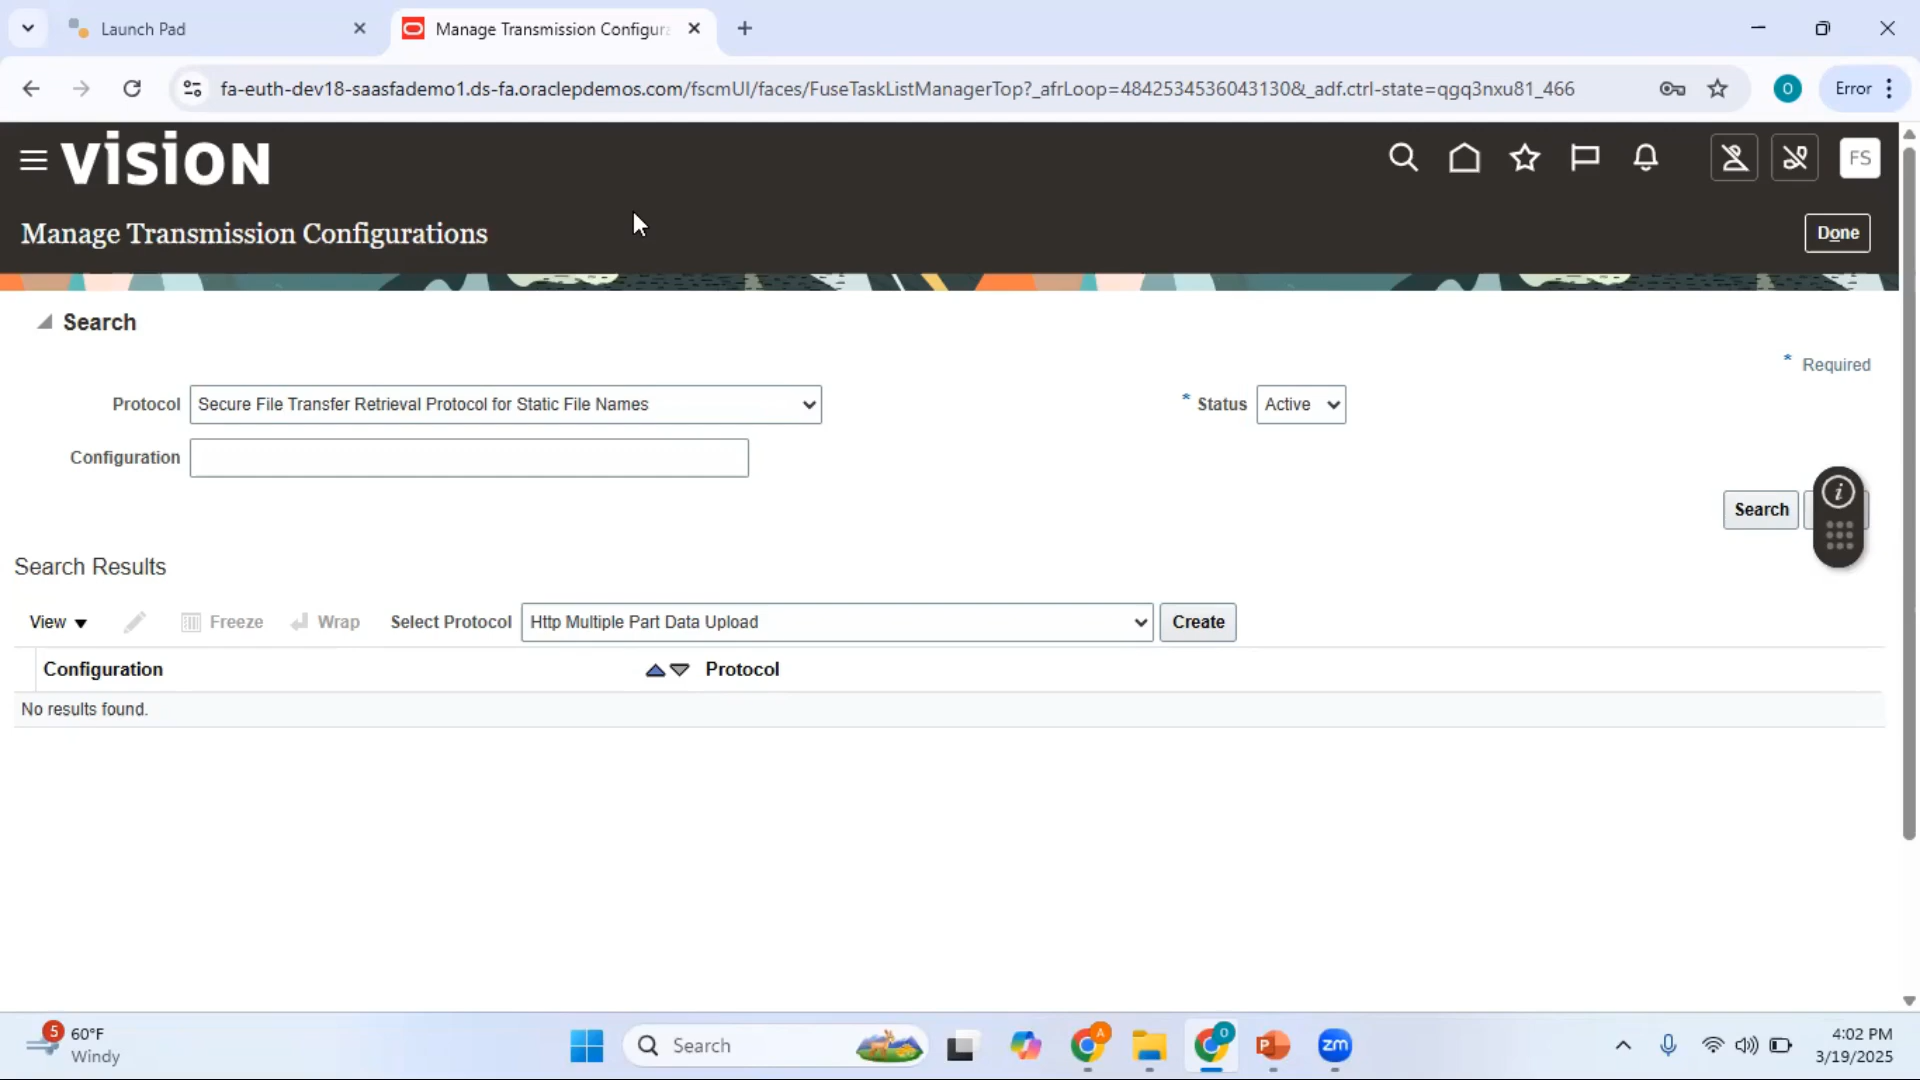 Launch Pad
Manage Transmission Configur
fa-euth-dev18-saasfademo1.ds-fa.oraclepdemos.com/fscmUI/faces/FuseTaskListManagerTop?_afrLoop=4842534536043130&_adf.ctrl-state=qgq3nxu81_466
O
Error
VISION
FS
Manage Transmission Configurations
Done
Search
* Required
Protocol Secure File Transfer Retrieval Protocol for Static File Names
* Status Active
Configuration
Search
Search Results
View Freeze Wrap Select Protocol Http Multiple Part Data Upload Create
Configuration Protocol
No results found.
5
60°F
Windy
Search
A
O
P
zm
4:02 PM
3/19/2025